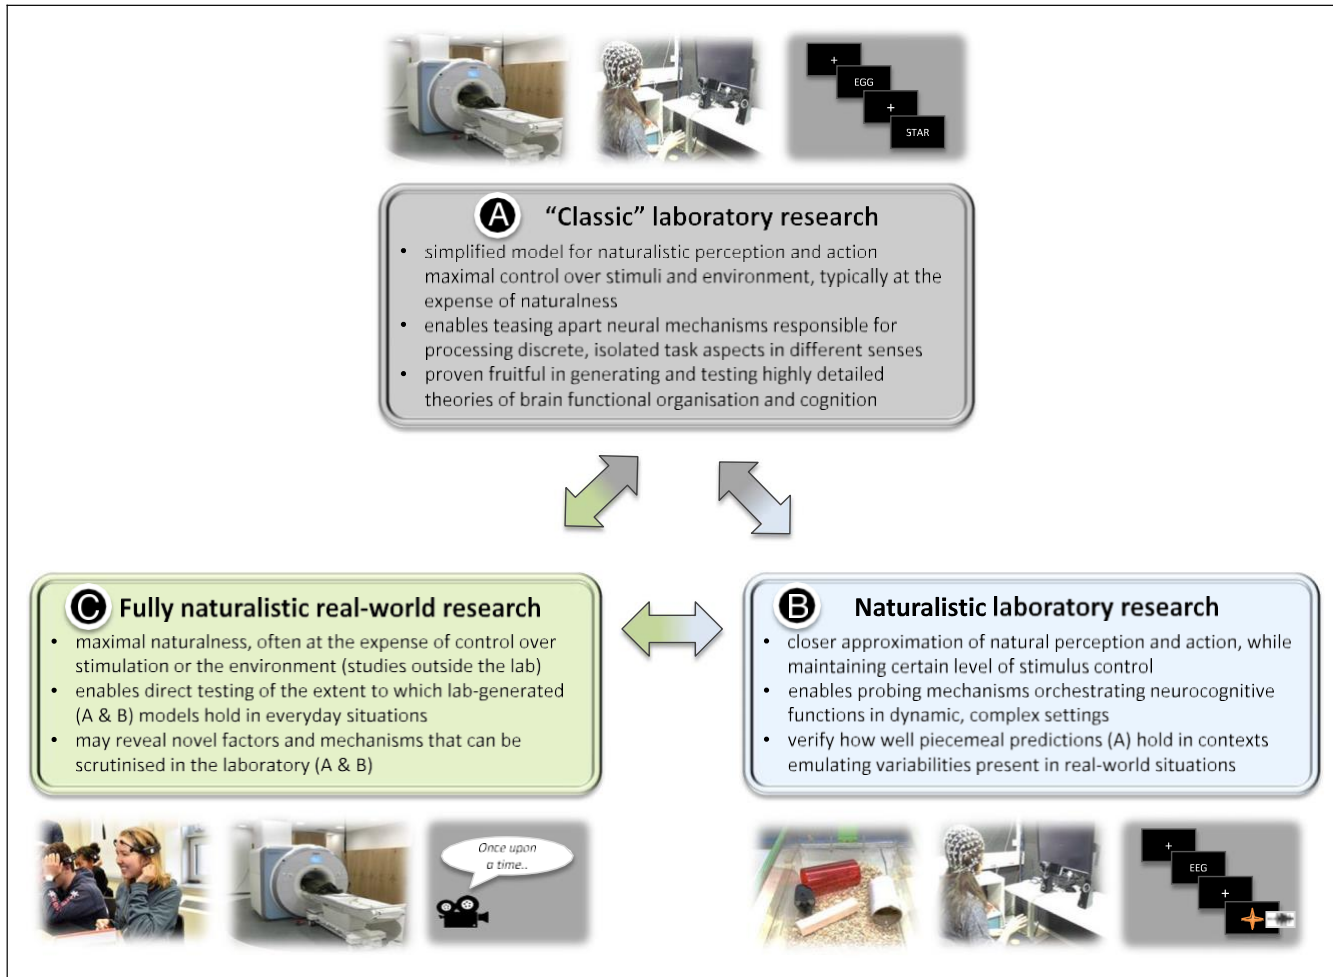 +
EGG
+
STAR
A “Classic” laboratory research
• simplified model for naturalistic perception and action
maximal control over stimuli and environment, typically at the
expense of naturalness
• enables teasing apart neural mechanisms responsible for
processing discrete, isolated task aspects in different senses
• proven fruitful in generating and testing highly detailed
theories of brain functional organisation and cognition
C Fully naturalistic real-world research
• maximal naturalness, often at the expense of control over
stimulation or the environment (studies outside the lab)
• enables direct testing of the extent to which lab-generated
(A & B) models hold in everyday situations
• may reveal novel factors and mechanisms that can be
scrutinised in the laboratory (A & B)
B Naturalistic laboratory research
• closer approximation of natural perception and action, while
maintaining certain level of stimulus control
• enables probing mechanisms orchestrating neurocognitive
functions in dynamic, complex settings
• verify how well piecemeal predictions (A) hold in contexts
emulating variabilities present in real-world situations
Once upon
a time..
+
EEG
+